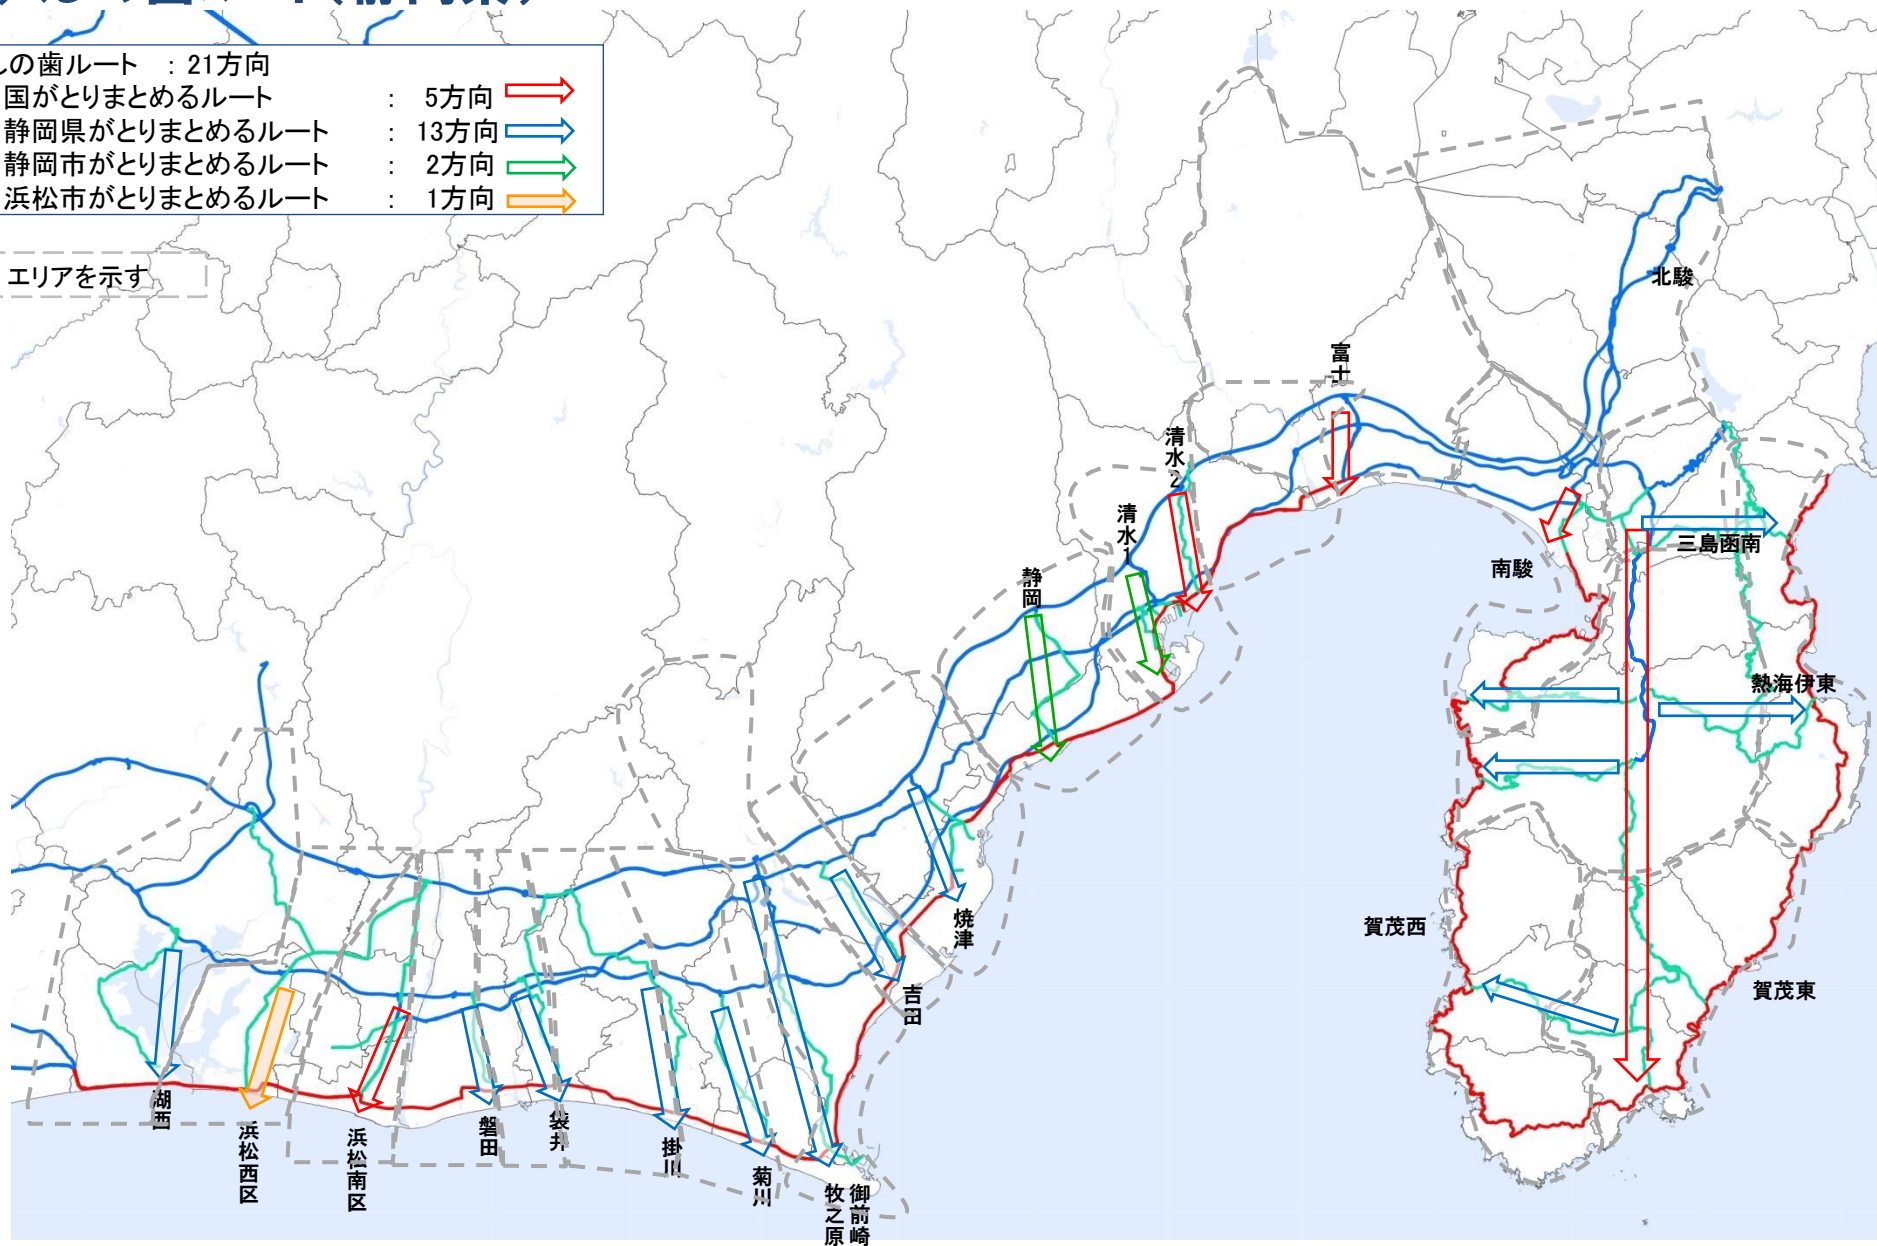 しの歯ルート ：21方向
国がとりまとめるルート ： 5方向
静岡県がとりまとめるルート ： 13方向
静岡市がとりまとめるルート ： 2方向
浜松市がとりまとめるルート ： 1方向
エリアを示す
北駿
富士
清水2
清水1
静岡
三島函南
南駿
熱海伊東
焼津
賀茂西
賀茂東
吉田
湖西
浜松西区
浜松南区
磐田
袋井
掛川
菊川
牧之原
御前崎